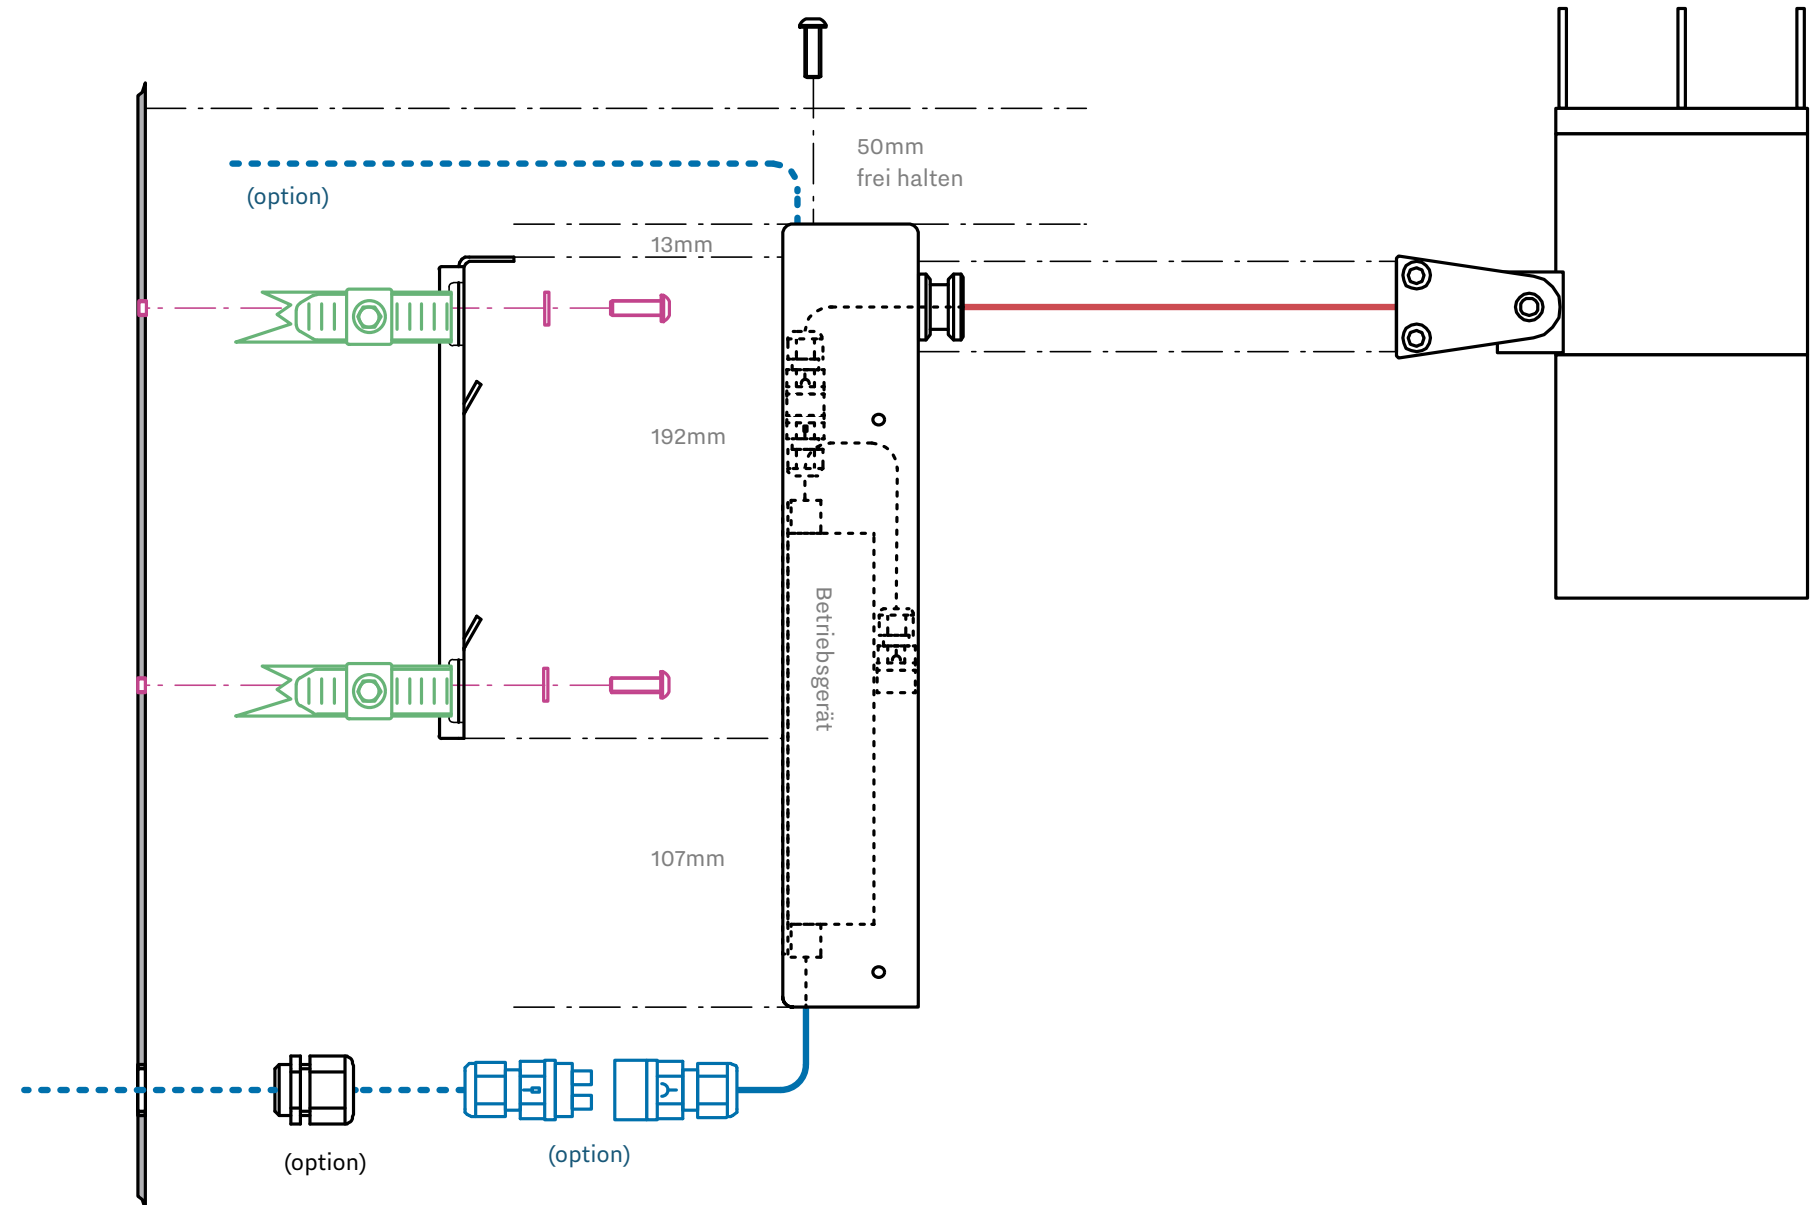 50mm
frei halten
(option)
13mm
192mm
Betriebsgerät
107mm
(option)
(option)